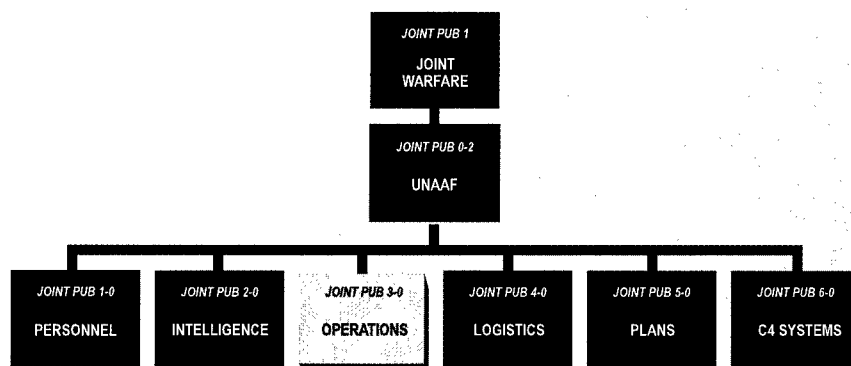 JOINT PUB 1
JOINT
WARFARE
JOINT PUB 0-2
UNAAF
JOINT PUB 1-0
PERSONNEL
JOINT PUB 2-0
INTELLIGENCE
JOINT PUB 3-0
OPERATIONS
JOINT PUB 4-0
LOGISTICS
JOINT PUB 5-0
PLANS
JOINT PUB 6-0
C4 SYSTEMS